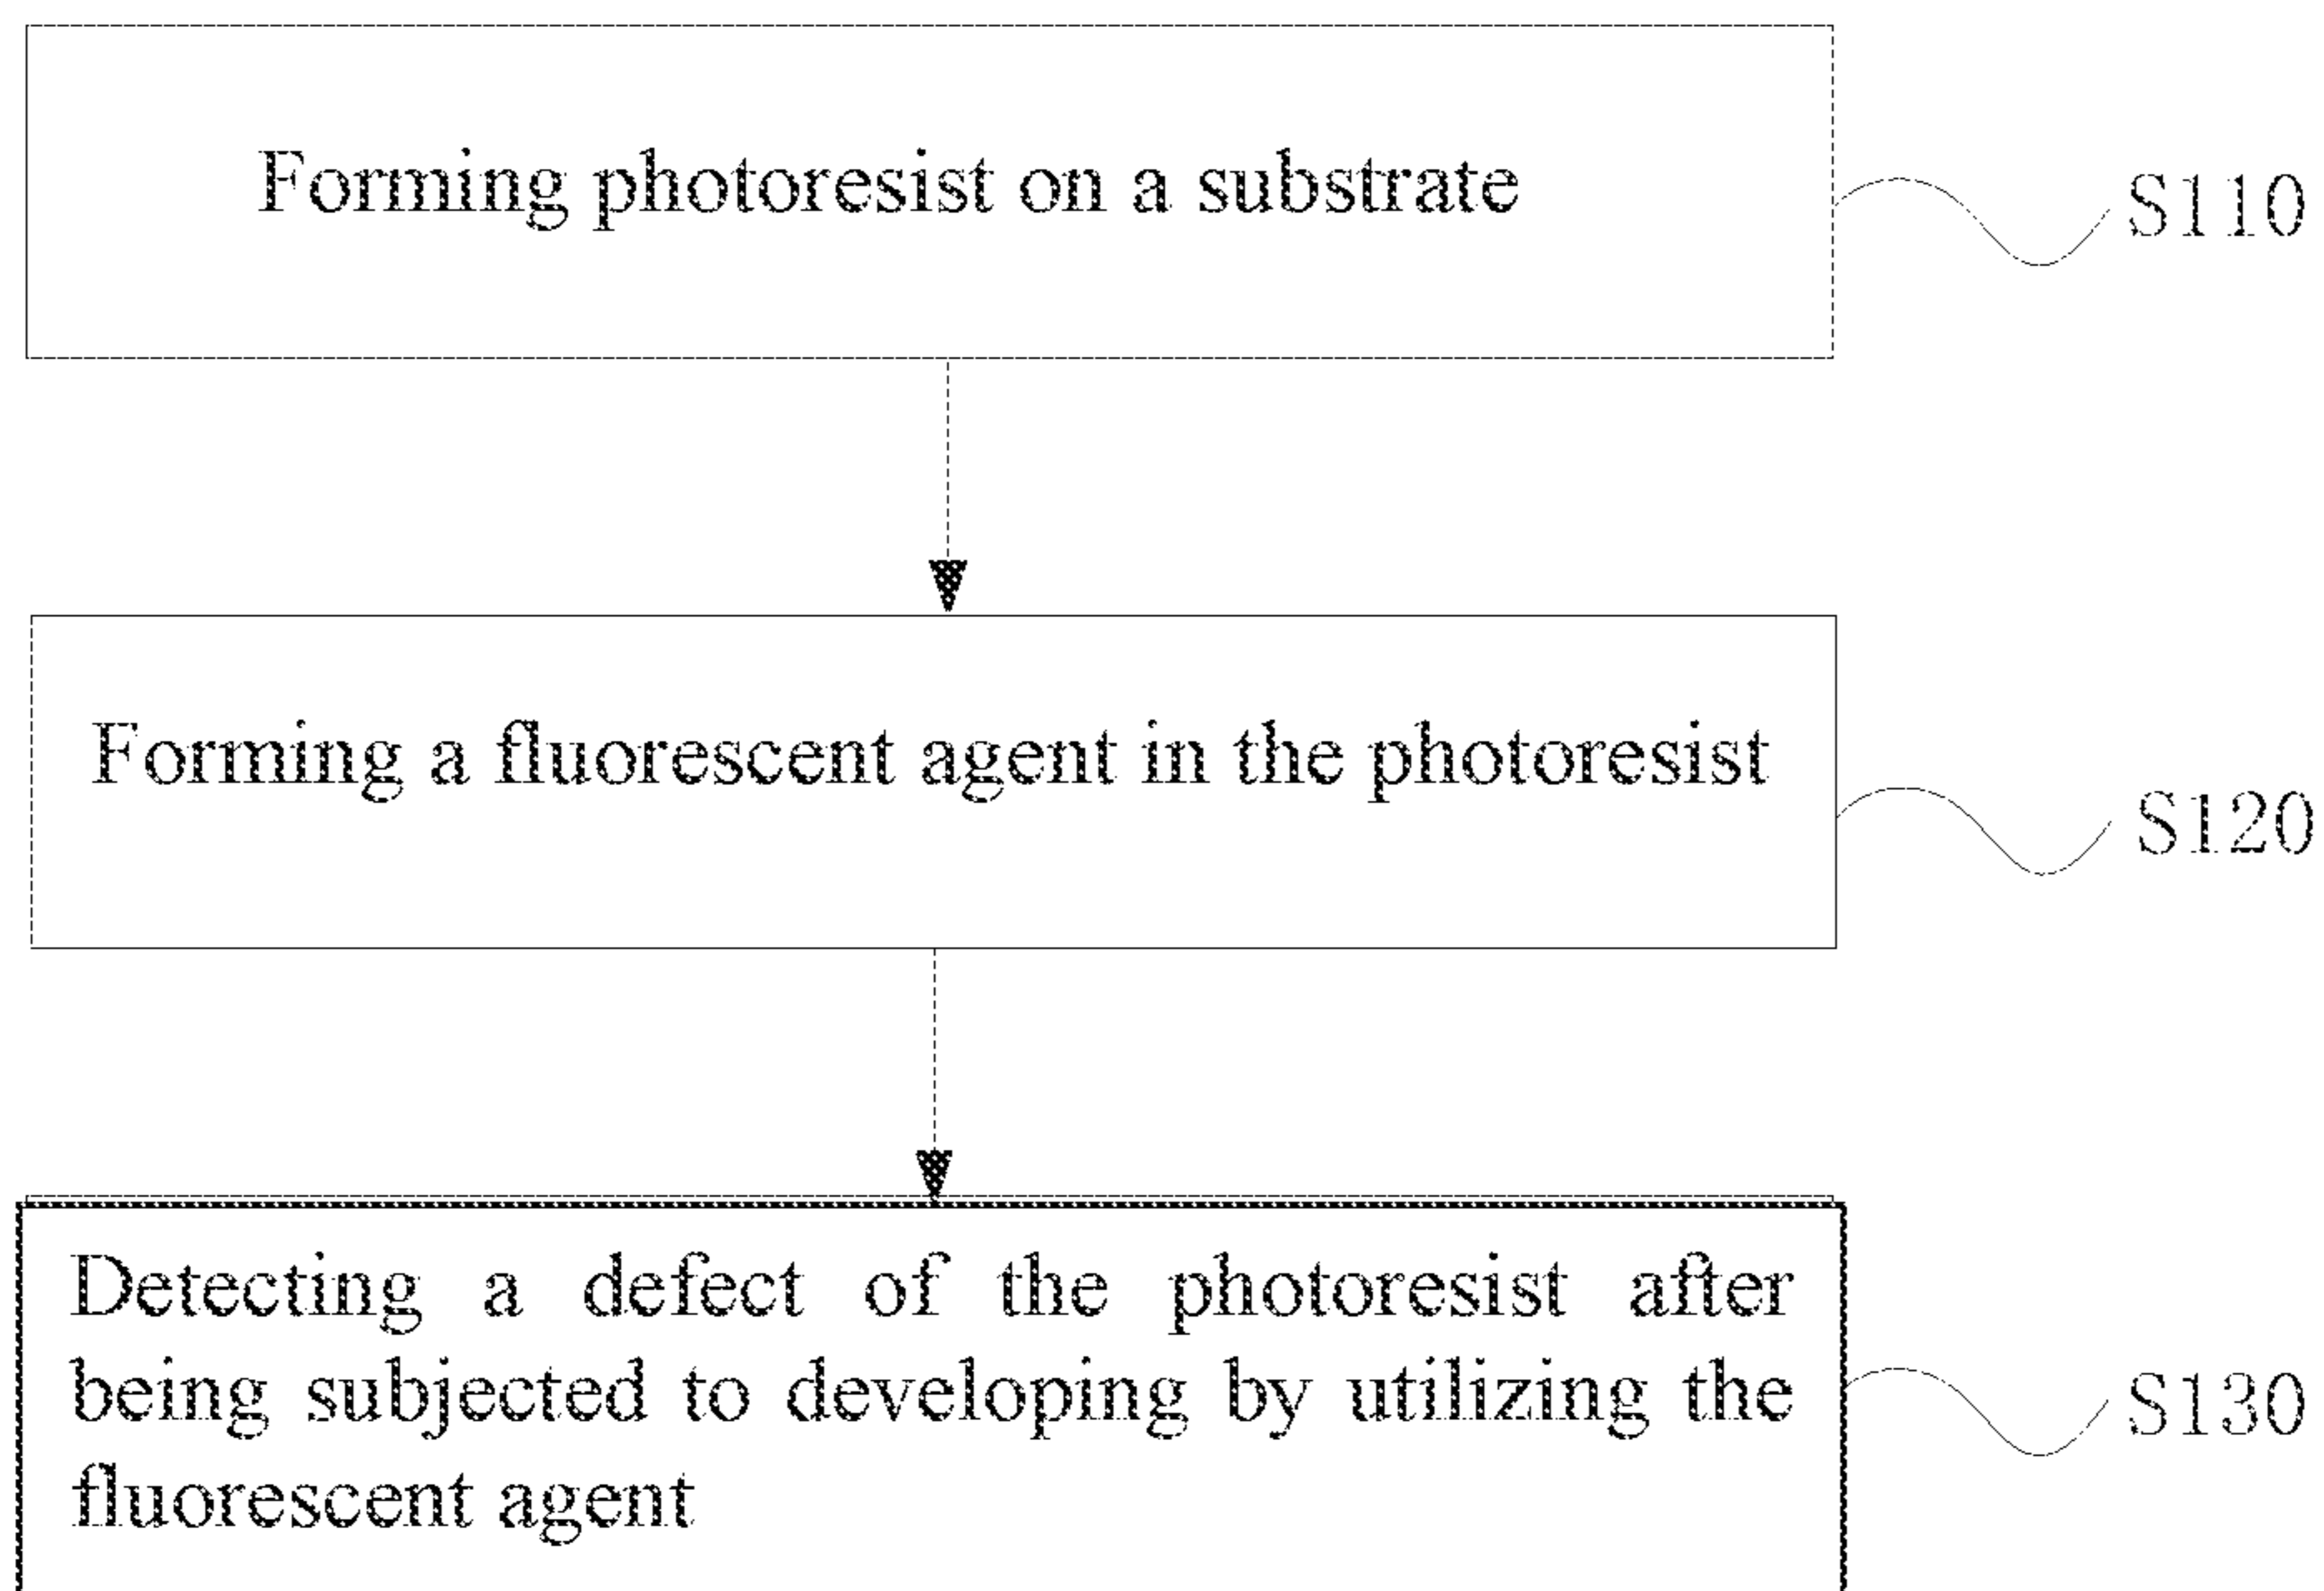 Forming photoresist on a substrate
S110
Forming a fluorescent agent in the photoresist
S120
Detecting a defect of the photoresist after
being subjected to developing by utilizing the
fluorescent agent
S130